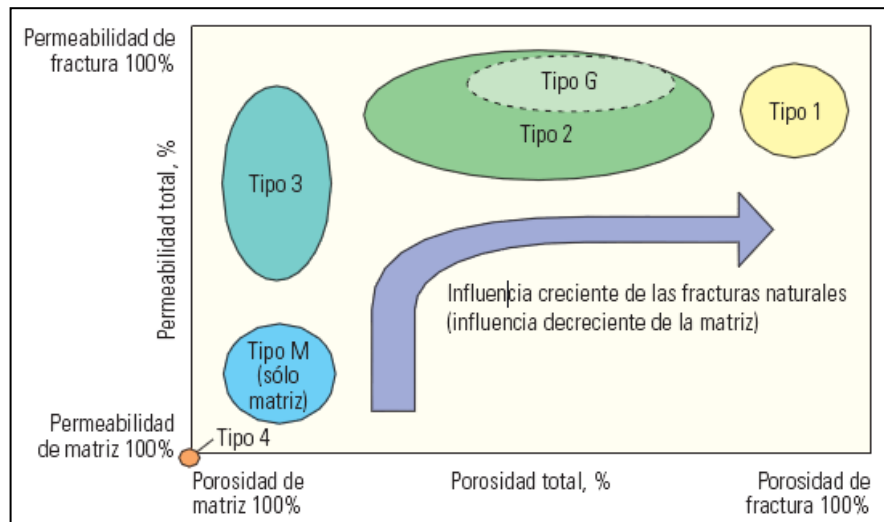 Permeabilidad de
fractura 100%
Tipo G
Tipo 2
Tipo 1
Tipo 3
Permeabilidad total, %
Influencia creciente de las fracturas naturales
(influencia decreciente de la matriz)
Tipo M
(sólo
matriz)
Permeabilidad
de matriz 100%
Tipo 4
Porosidad de
matriz 100%
Porosidad total, %
Porosidad de
fractura 100%